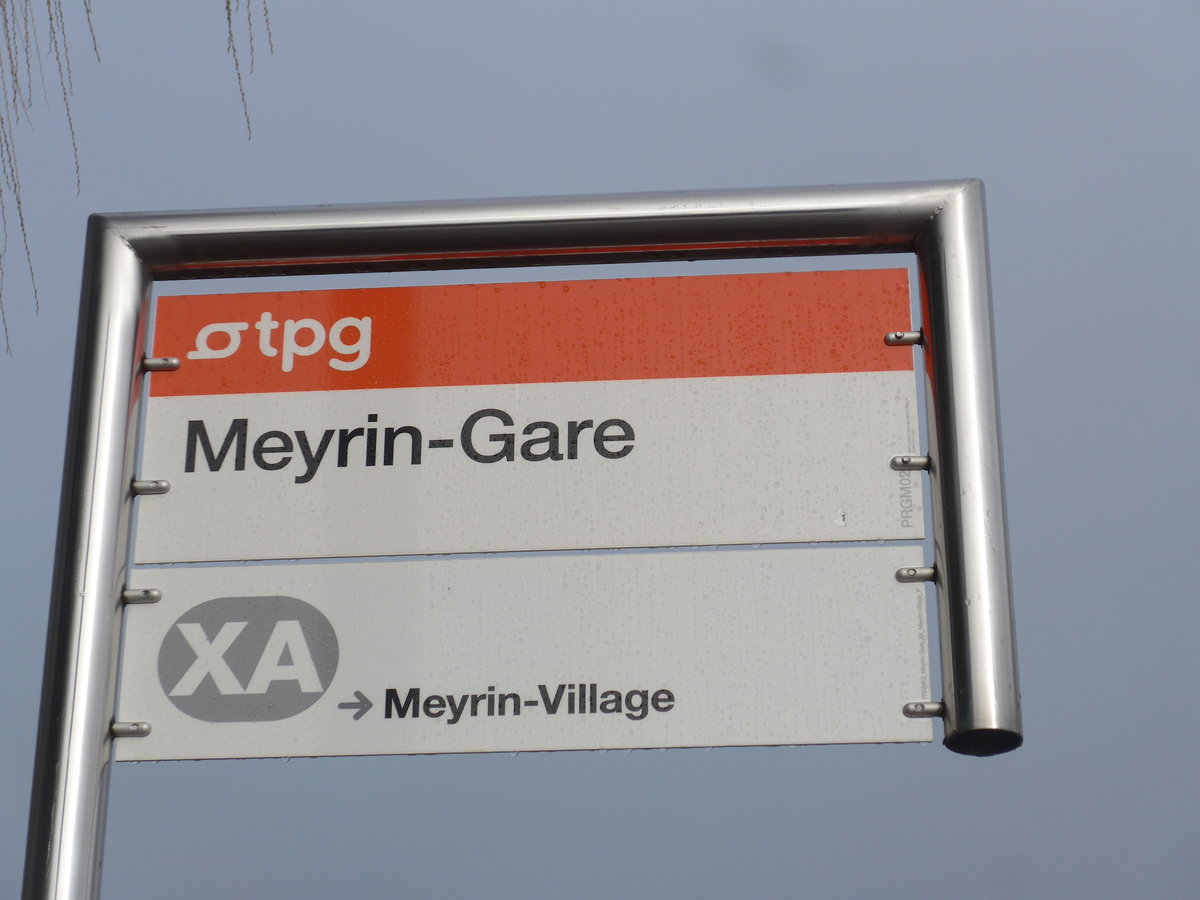 tpg
Meyrin-Gare
XA → Meyrin-Village